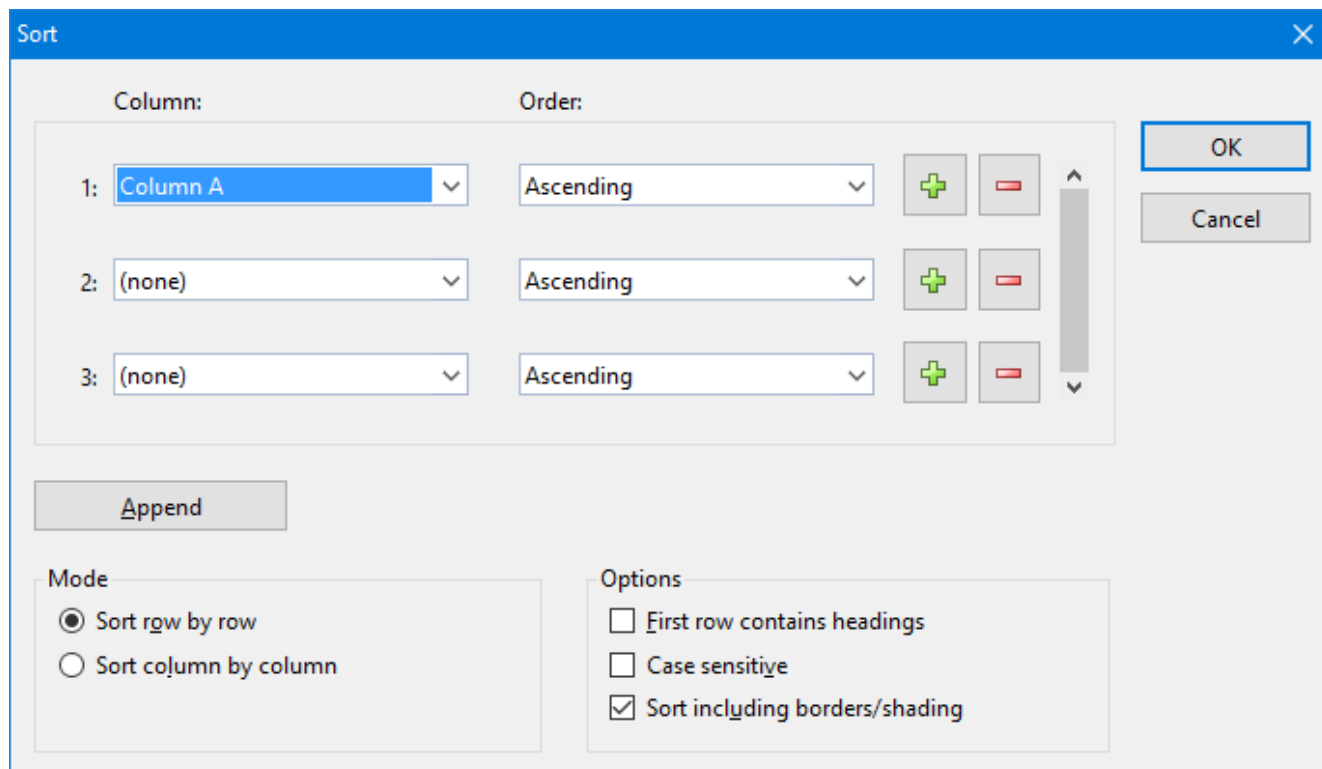 Sort
Column: Order:
OK
1: Column A Ascending
Cancel
2: (none) Ascending
3: (none) Ascending
Append
Mode
Sort row by row
Sort column by column
Options
First row contains headings
Case sensitive
Sort including borders/shading